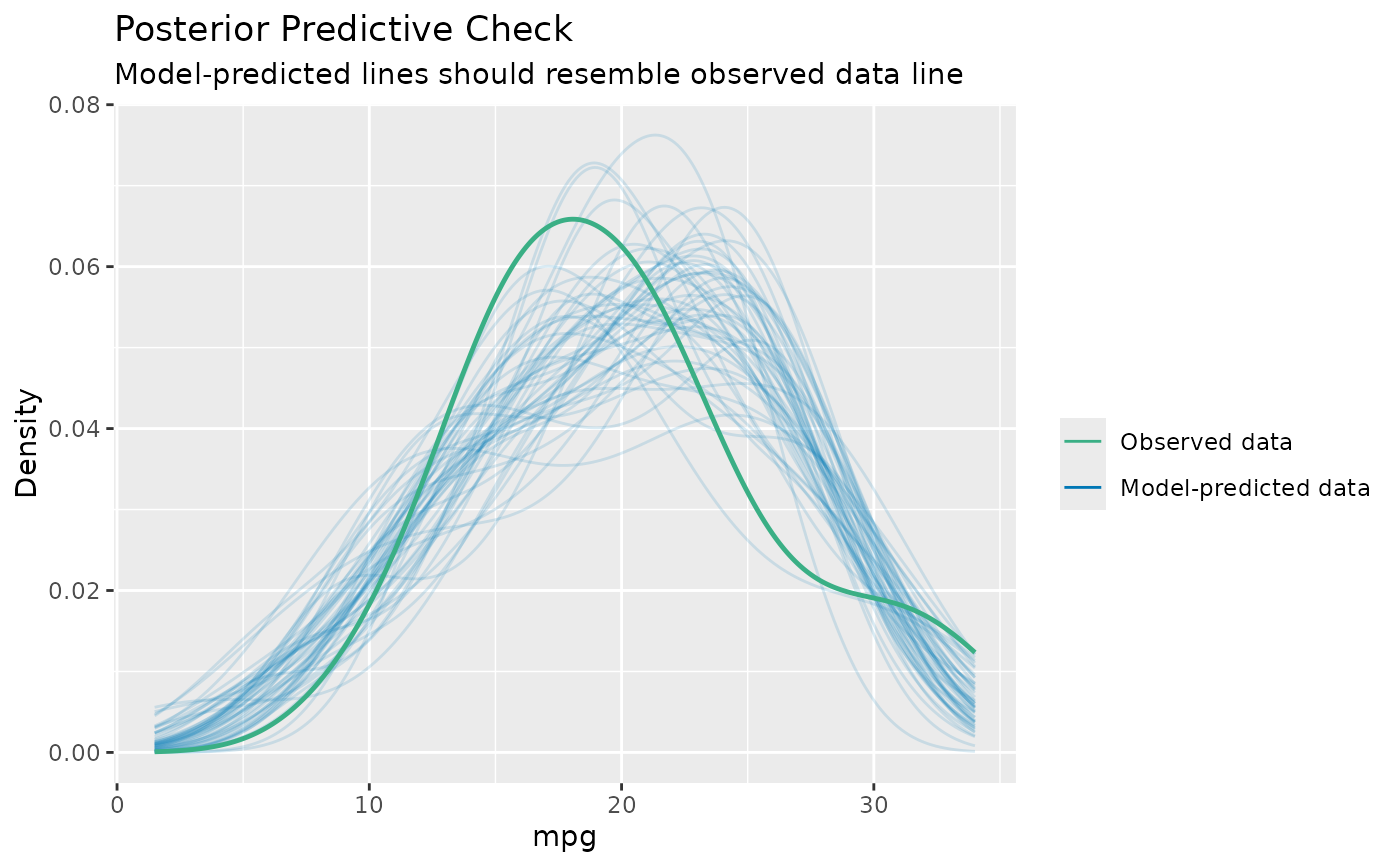 Posterior Predictive Check
Model-predicted lines should resemble observed data line
0.08
0.06
0.04
0.02
0.00
Density
0
10
20
30
mpg
Observed data
Model-predicted data